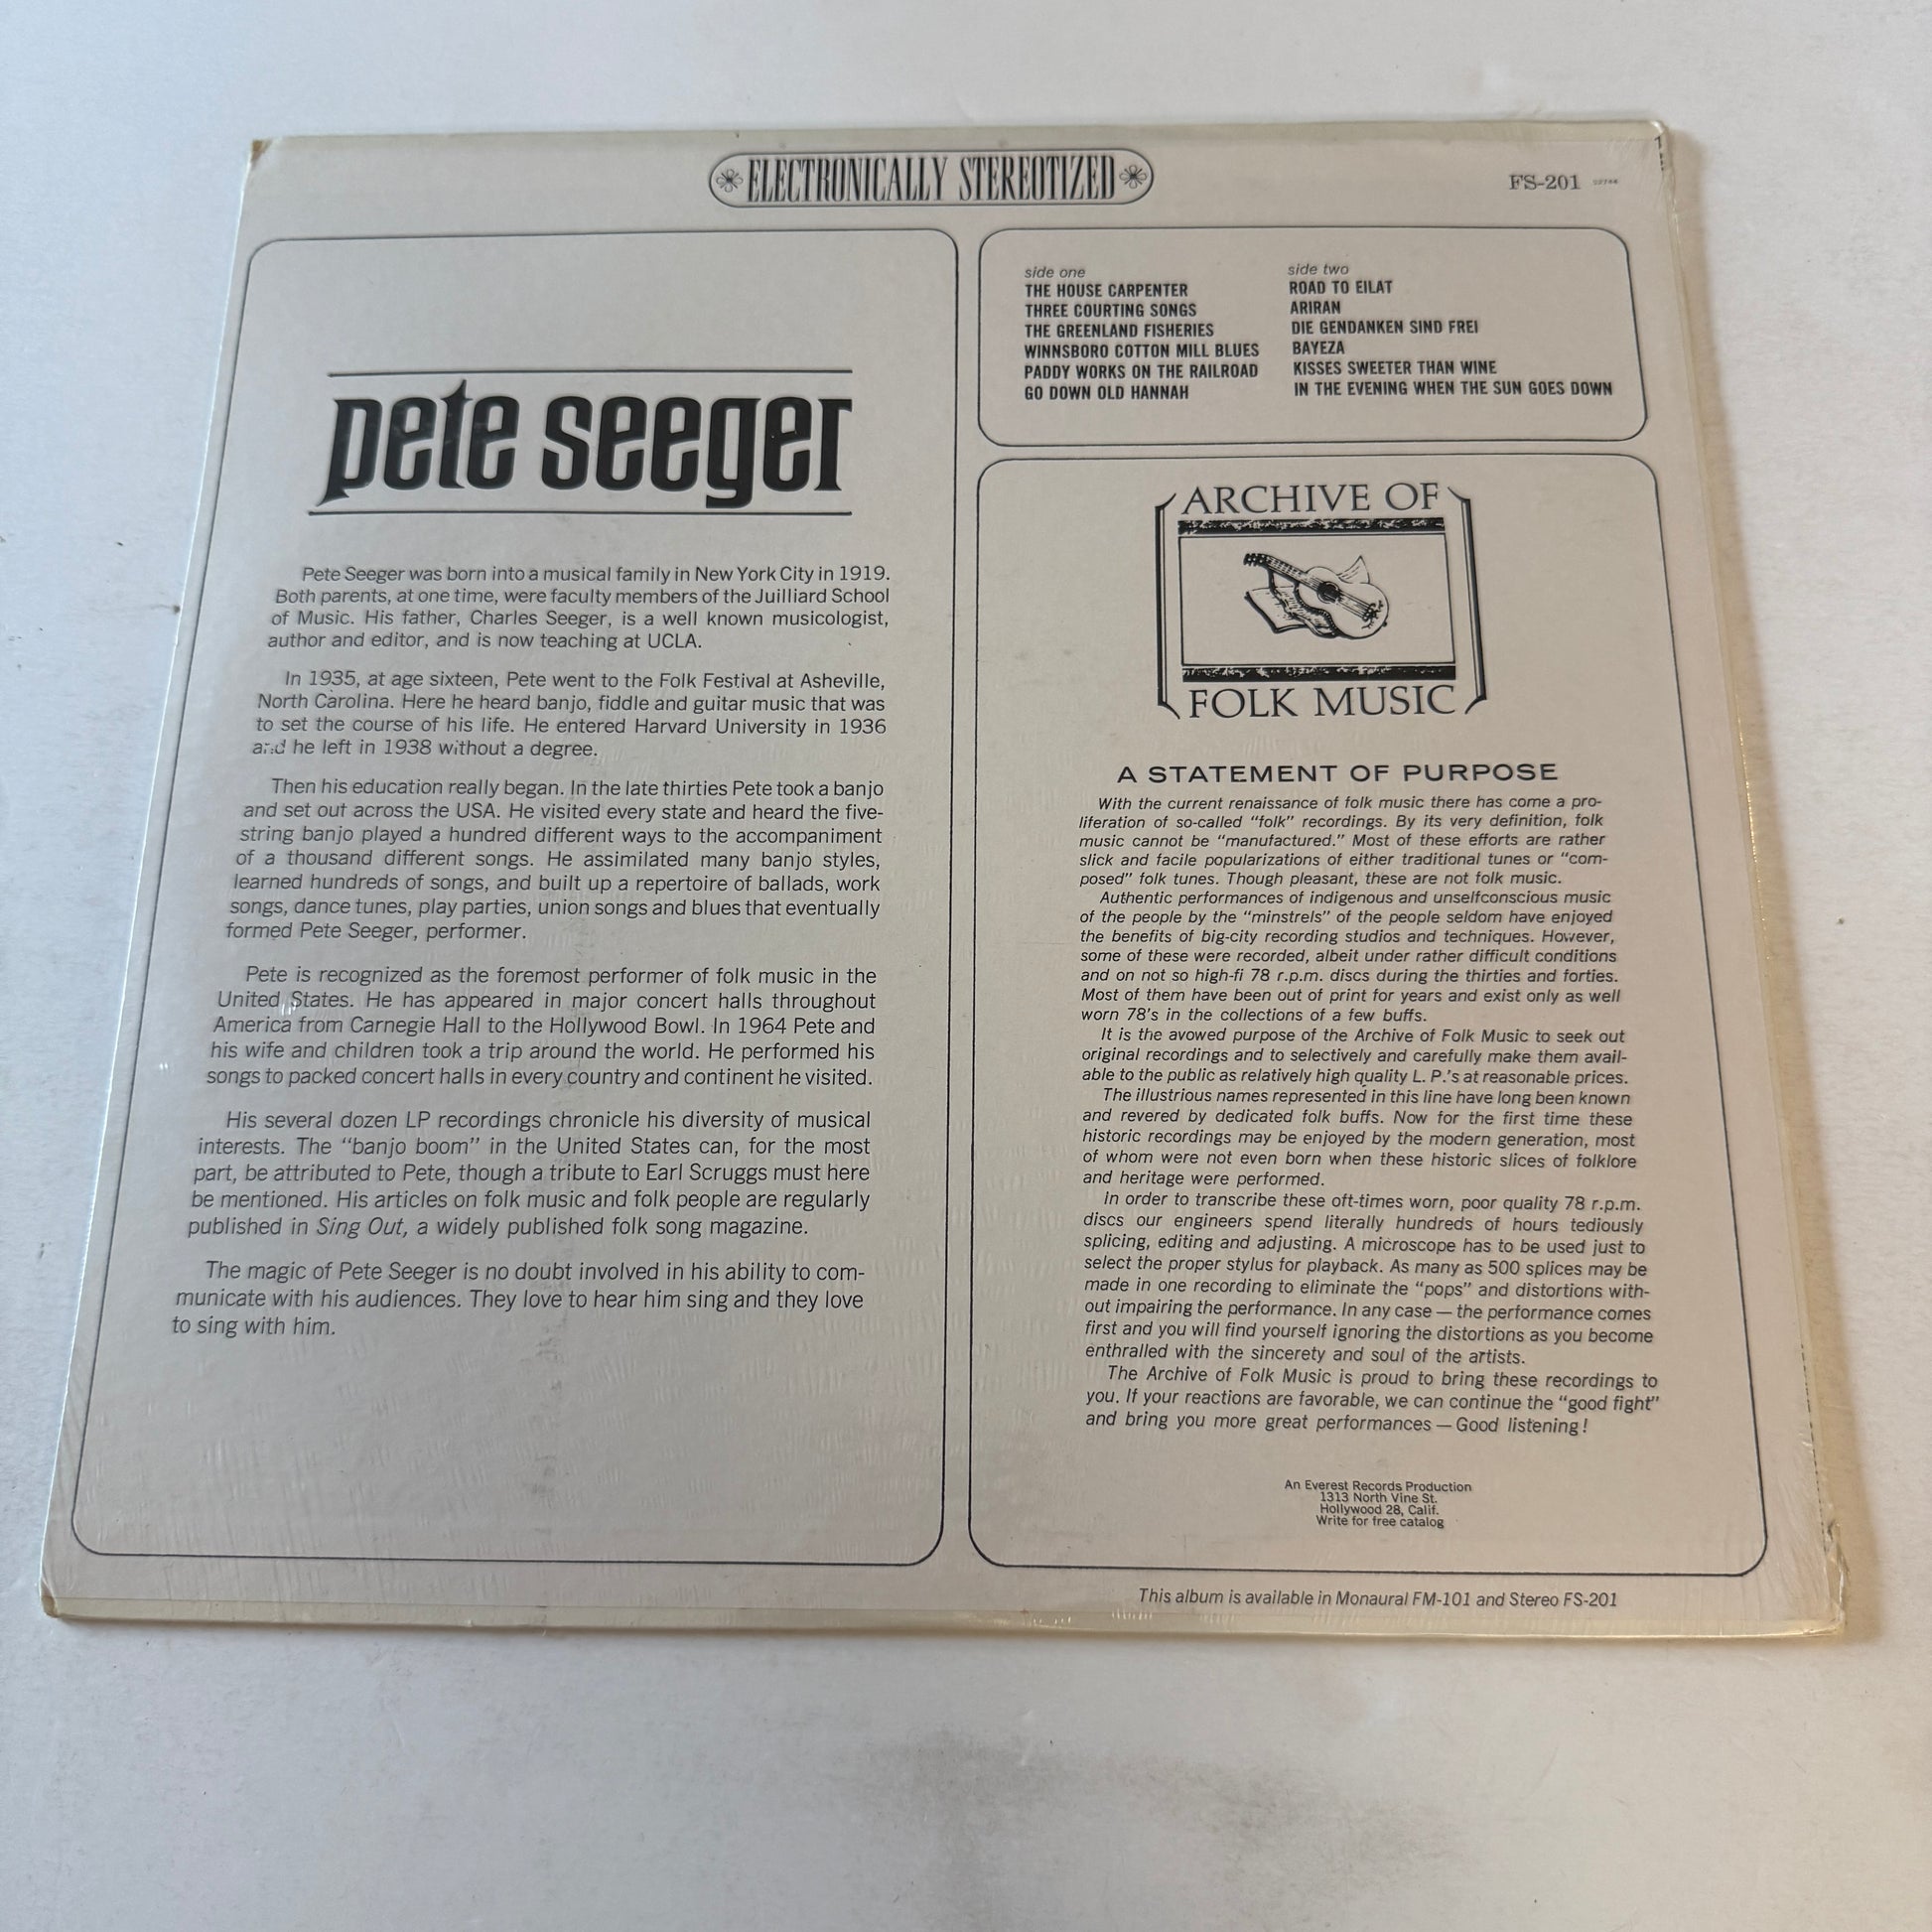 ELECTRONICALLY STEREOTIZED
FS-201
pete seeger
Pete Seeger was born into a musical family in New York City in 1919.
Both parents, at one time, were faculty members of the Juilliard School
of Music. His father, Charles Seeger, is a well known musicologist,
author and editor, and is now teaching at UCLA.
In 1935, at age sixteen, Pete went to the Folk Festival at Asheville,
North Carolina. Here he heard banjo, fiddle and guitar music that was
to set the course of his life. He entered Harvard University in 1936
and he left in 1938 without a degree.
Then his education really began. In the late thirties Pete took a banjo
and set out across the USA. He visited every state and heard the five-
string banjo played a hundred different ways to the accompaniment
of a thousand different songs. He assimilated many banjo styles,
learned hundreds of songs, and built up a repertoire of ballads, work
songs, dance tunes, play parties, union songs and blues that eventually
formed Pete Seeger, performer.
Pete is recognized as the foremost performer of folk music in the
United States. He has appeared in major concert halls throughout
America from Carnegie Hall to the Hollywood Bowl. In 1964 Pete and
his wife and children took a trip around the world. He performed his
songs to packed concert halls in every country and continent he visited.
His several dozen LP recordings chronicle his diversity of musical
interests. The “banjo boom” in the United States can, for the most
part, be attributed to Pete, though a tribute to Earl Scruggs must here
be mentioned. His articles on folk music and folk people are regularly
published in Sing Out, a widely published folk song magazine.
The magic of Pete Seeger is no doubt involved in his ability to com-
municate with his audiences. They love to hear him sing and they love
to sing with him.
side one
THE HOUSE CARPENTER
THREE COURTING SONGS
THE GREENLAND FISHERIES
WINNSBORO COTTON MILL BLUES
PADDY WORKS ON THE RAILROAD
GO DOWN OLD HANNAH
side two
ROAD TO EILAT
ARIRAN
DIE GENDANKEN SIND FREI
BAYEZA
KISSES SWEETER THAN WINE
IN THE EVENING WHEN THE SUN GOES DOWN
ARCHIVE OF
FOLK MUSIC
A STATEMENT OF PURPOSE
With the current renaissance of folk music there has come a pro-
liferation of so-called “folk” recordings. By its very definition, folk
music cannot be “manufactured.” Most of these efforts are rather
slick and facile popularizations of either traditional tunes or “com-
posed” folk tunes. Though pleasant, these are not folk music.
Authentic performances of indigenous and unselfconscious music
of the people by the “minstrels” of the people seldom have enjoyed
the benefits of big-city recording studios and techniques. However,
some of these were recorded, albeit under rather difficult conditions
and on not so high-fi 78 r.p.m. discs during the thirties and forties.
Most of them have been out of print for years and exist only as well
worn 78's in the collections of a few buffs.
It is the avowed purpose of the Archive of Folk Music to seek out
original recordings and to selectively and carefully make them avail-
able to the public as relatively high quality L. P.'s at reasonable prices.
The illustrious names represented in this line have long been known
and revered by dedicated folk buffs. Now for the first time these
historic recordings may be enjoyed by the modern generation, most
of whom were not even born when these historic slices of folklore
and heritage were performed.
In order to transcribe these oft-times worn, poor quality 78 r.p.m.
discs our engineers spend literally hundreds of hours tediously
splicing, editing and adjusting. A microscope has to be used just to
select the proper stylus for playback. As many as 500 splices may be
made in one recording to eliminate the “pops” and distortions with-
out impairing the performance. In any case — the performance comes
first and you will find yourself ignoring the distortions as you become
enthralled with the sincerety and soul of the artists.
The Archive of Folk Music is proud to bring these recordings to
you. If your reactions are favorable, we can continue the “good fight”
and bring you more great performances — Good listening!
An Everest Records Production
1313 North Vine St.
Hollywood 28, Calif.
Write for free catalog
This album is available in Monaural FM-101 and Stereo FS-201